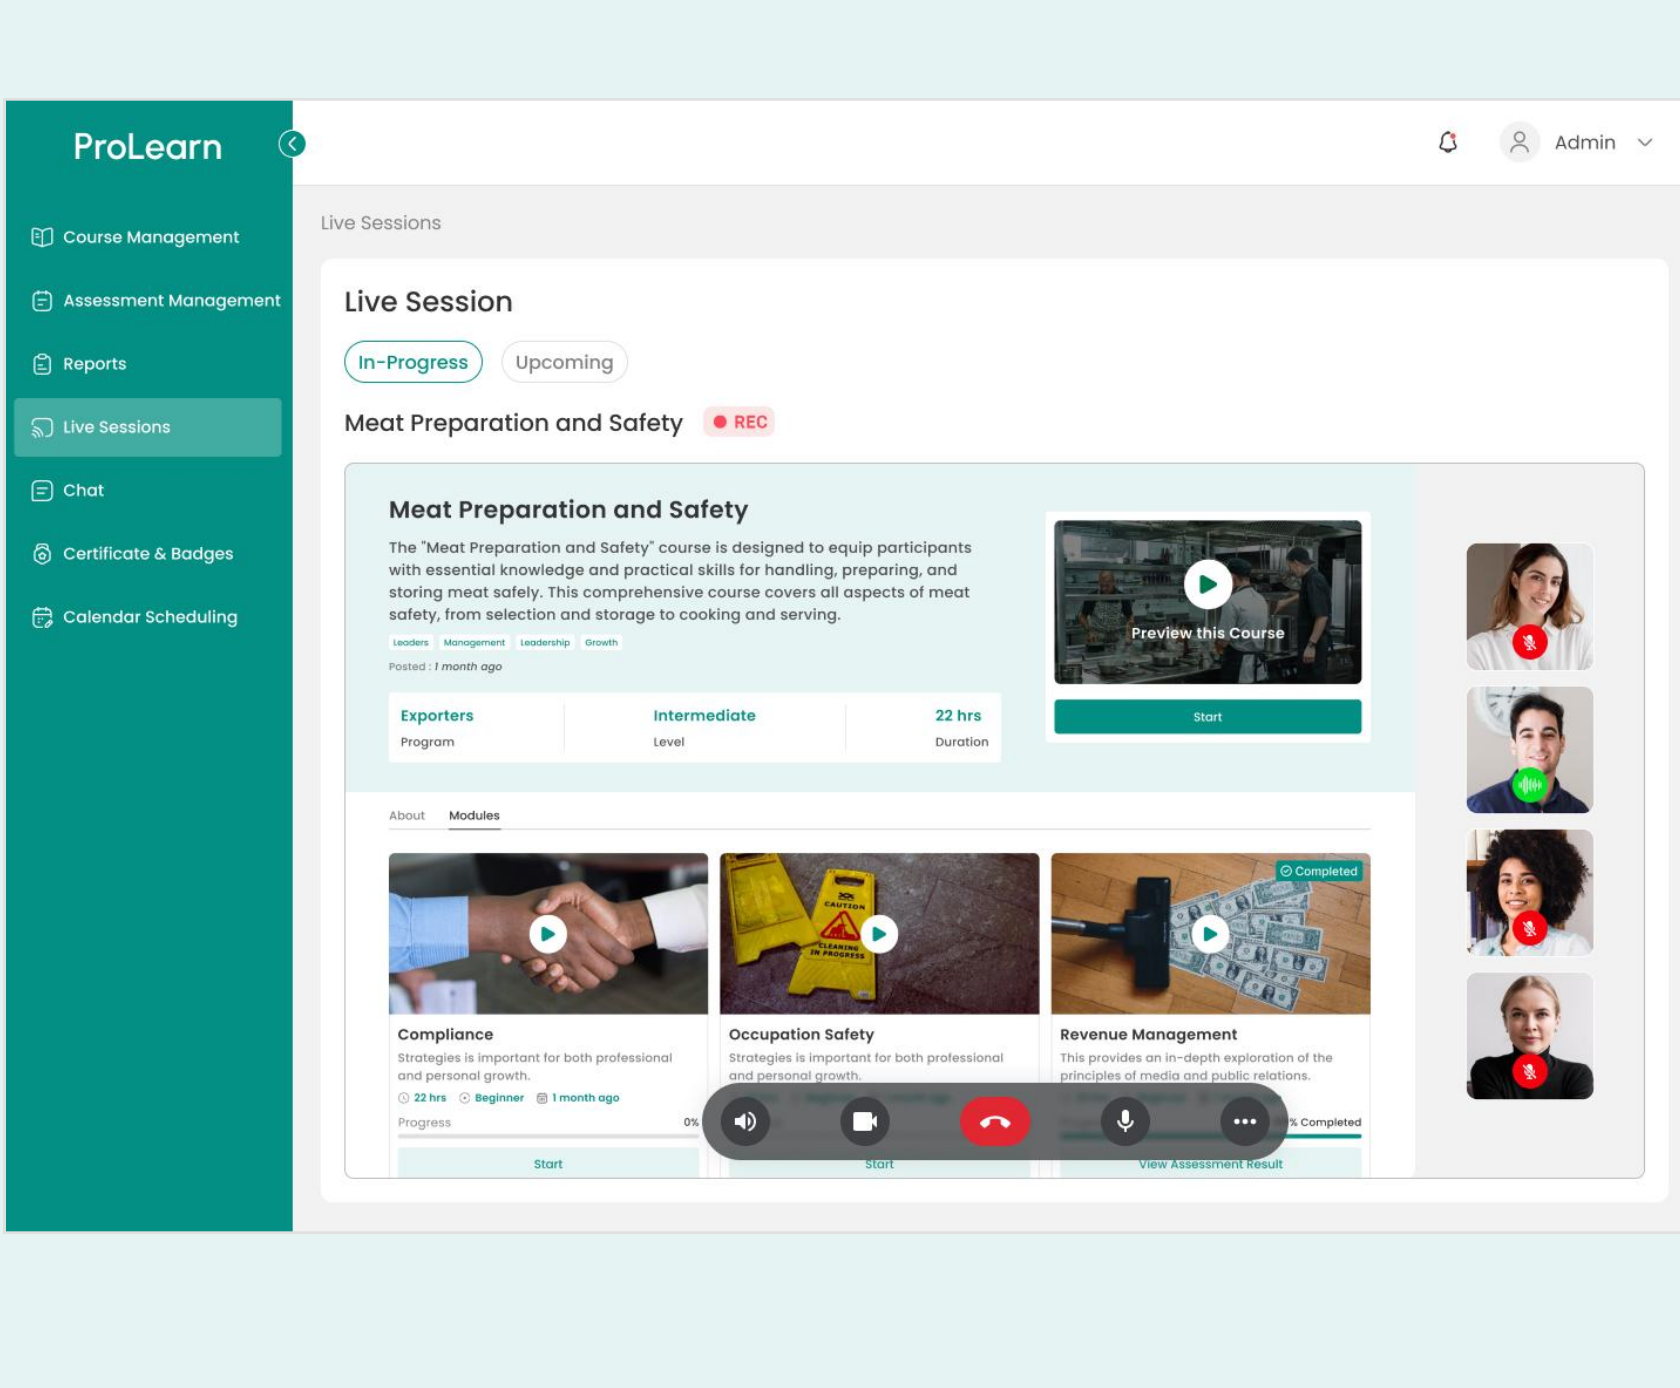 ProLearn
Admin
Course Management
Assessment Management
Reports
Live Sessions
Chat
Certificate & Badges
Calendar Scheduling
Live Sessions
Live Session
In-Progress
Upcoming
Meat Preparation and Safety
REC
Meat Preparation and Safety
The "Meat Preparation and Safety" course is designed to equip participants
with essential knowledge and practical skills for handling, preparing, and
storing meat safely. This comprehensive course covers all aspects of meat
safety, from selection and storage to cooking and serving.
Leaders Management Leadership Growth
Posted : 1 month ago
Exporters
Program
Intermediate
Level
22 hrs
Duration
Preview this Course
Start
About Modules
CAUTION
CLEANING
IN PROGRESS
Completed
Compliance
Strategies is important for both professional
and personal growth.
22 hrs Beginner 1 month ago
Progress 0%
Start
Occupation Safety
Strategies is important for both professional
and personal growth.
Start
Revenue Management
This provides an in-depth exploration of the
principles of media and public relations.
% Completed
View Assessment Result